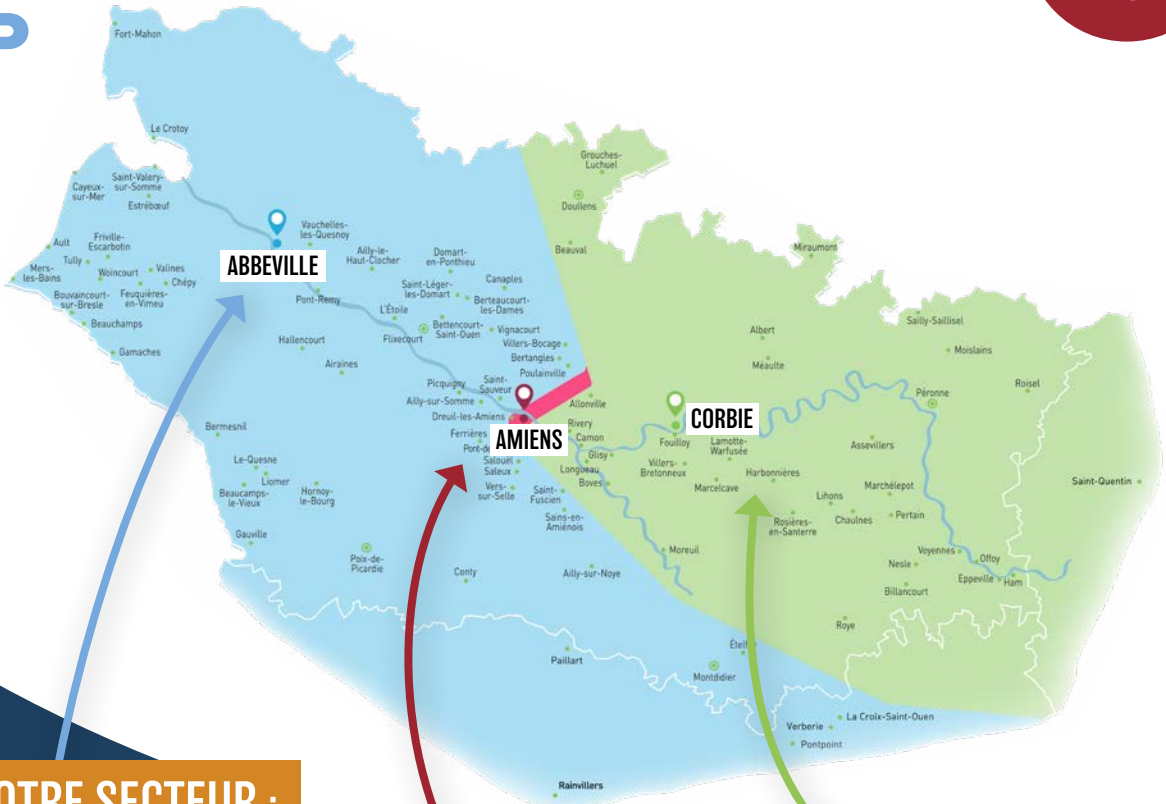 Fort-Mahon
Le Crotoy
Grouches-
Luchuel
Doullens
Cayeux-
sur-Mer
Saint-Valery-
sur-Somme
Estrébœuf
Vauchelles-
les-Quesnoy
Beauval
Miraumont
Ault
Friville-
Escarbotin
Tully
Mers-
les-Bains
Woincourt
Valines
Chépy
ABBEVILLE
Ailly-le-
Haut-Clocher
Domart-
en-Ponthieu
Canaples
Bouvaincourt-
sur-Bresle
Feuquières-
en-Vimeu
Pont-Remy
Saint-Léger-
les-Domart
Berteaucourt-
les-Dames
Beauchamps
L'Étoile
Flixecourt
Bettencourt-
Saint-Ouen
Vignacourt
Sailly-Saillisel
Albert
Gamaches
Hallencourt
Villers-Bocage
Bertangles
Moislains
Airaines
Poulainville
Méaulte
Picquigny
Saint-
Sauveur
Roisel
Ailly-sur-Somme
Allonville
Péronne
Dreuil-les-Amiens
AMIENS
Rivery
CORBIE
Bermesnil
Ferrières
Camon
Fouilloy
Lamotte-
Warfusée
Assevillers
Salouël
Saleux
Glisy
Longueau
Boves
Le-Quesne
Liomer
Villers-
Bretonneux
Harbonnières
Marcelcave
Saint-Quentin
Beaucamps-
le-Vieux
Hornoy-
le-Bourg
Vers-
sur-Selle
Saint-
Fuscien
Lihons
Marchélepot
Sains-en-
Amiénois
Rosières-
en-Santerre
Chaulnes
Pertain
Gauville
Poix-de-
Picardie
Conty
Ailly-sur-Noye
Moreuil
Voyennes
Offoy
Nesle
Eppeville
Ham
Billancourt
Roye
Paillart
Montdidier
La Croix-Saint-Ouen
Verberie
Pontpoint
Rainvillers
OTRE SECTEUR :